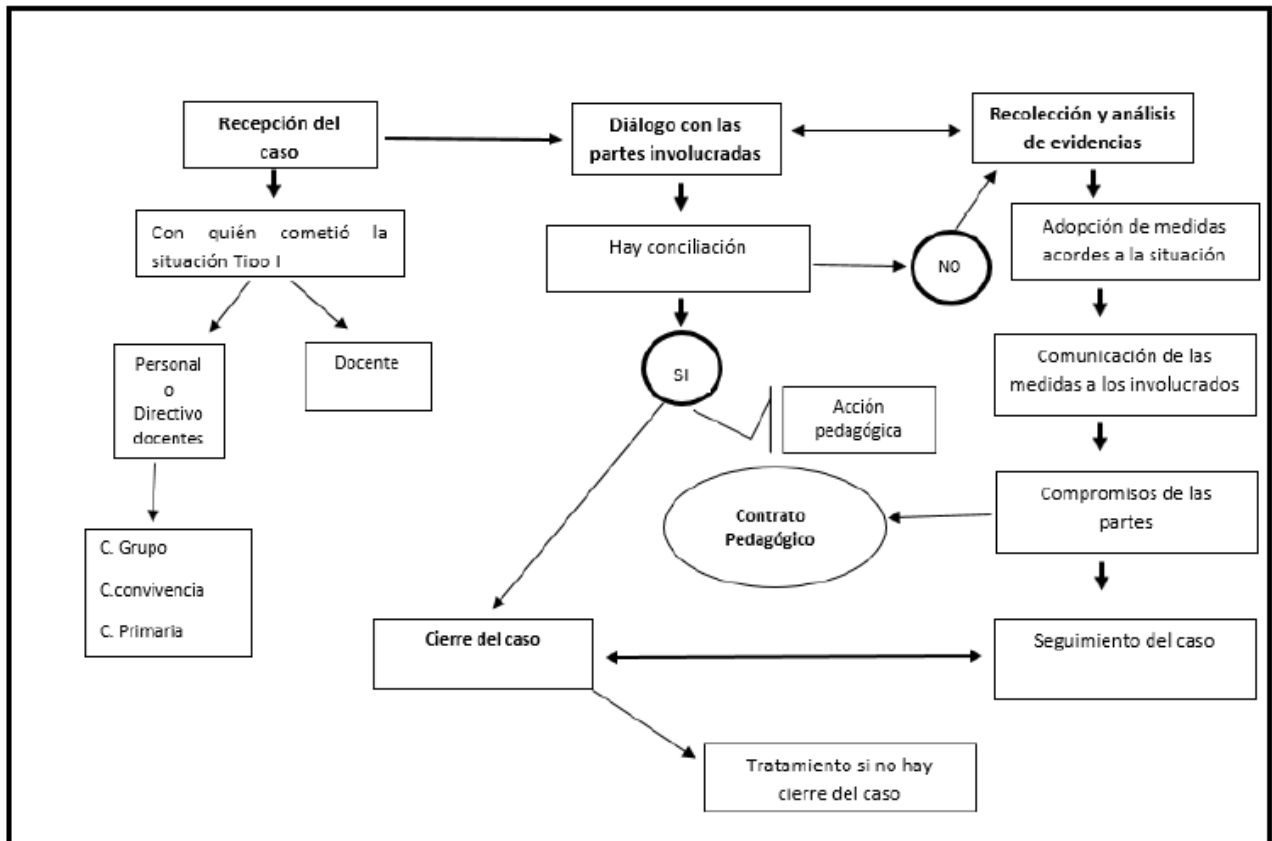 Recepción del
caso
Diálogo con las
partes involucradas
Recolección y análisis
de evidencias
Con quién cometió la
situación Tipo I
Hay conciliación
NO
Adopción de medidas
acordes a la situación
Personal
o
Directivo
docentes
Docente
SI
Acción
pedagógica
Comunicación de las
medidas a los involucrados
Contrato
Pedagógico
Compromisos de las
partes
C. Grupo
C.convivencia
C. Primaria
Cierre del caso
Seguimiento del caso
Tratamiento si no hay
cierre del caso